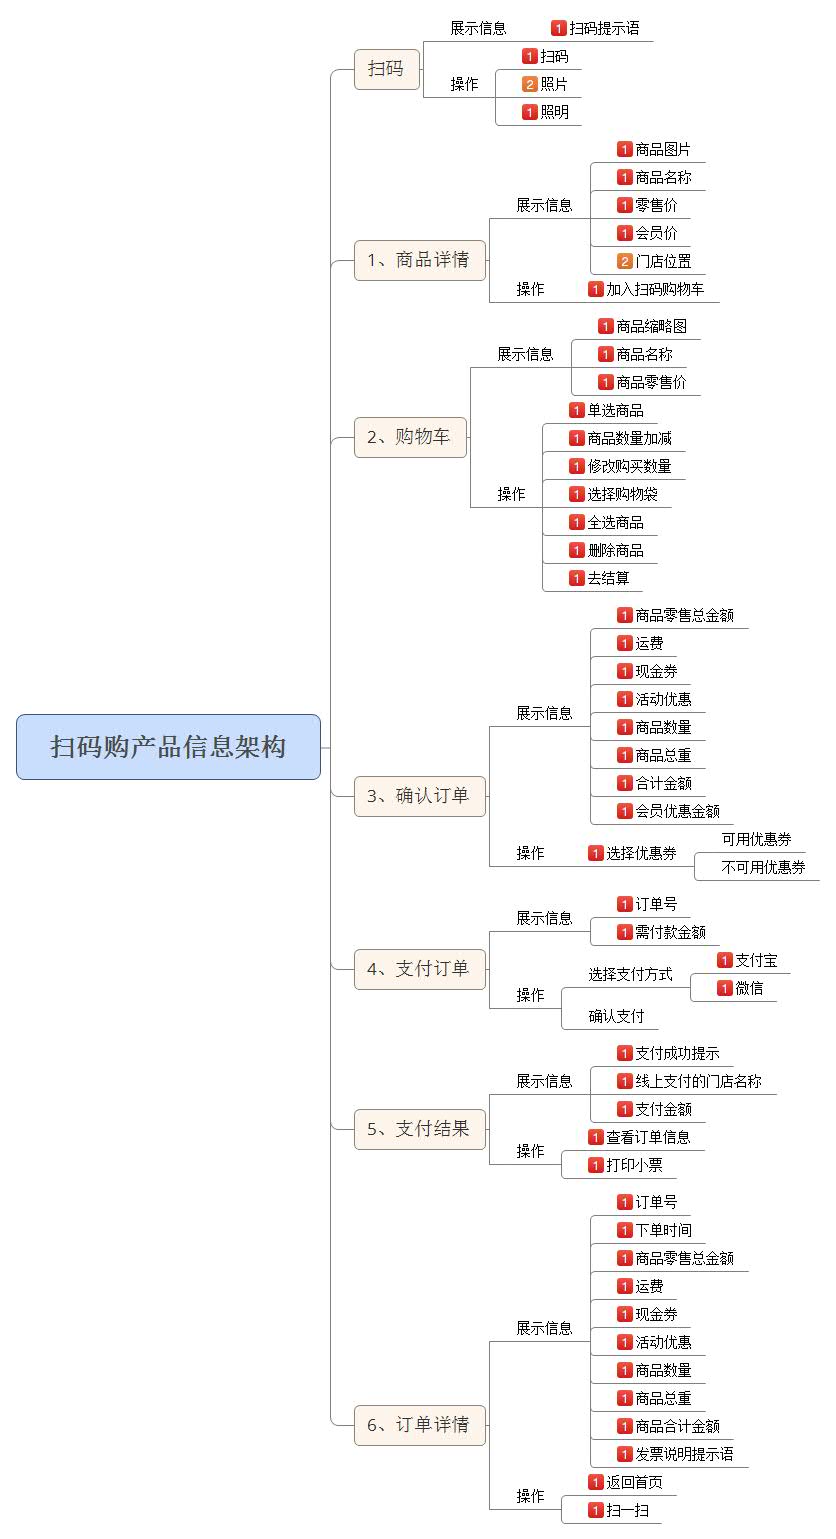 扫码购产品信息架构
扫码
展示信息
1 扫码提示语
操作
1 扫码
2 照片
1 照明
1、商品详情
展示信息
1 商品图片
1 商品名称
1 零售价
1 会员价
2 门店位置
操作
1 加入扫码购物车
2、购物车
展示信息
1 商品缩略图
1 商品名称
1 商品零售价
操作
1 单选商品
1 商品数量加减
1 修改购买数量
1 选择购物袋
1 全选商品
1 删除商品
1 去结算
3、确认订单
展示信息
1 商品零售总金额
1 运费
1 现金券
1 活动优惠
1 商品数量
1 商品总重
1 合计金额
1 会员优惠金额
操作
1 选择优惠券
可用优惠券
不可用优惠券
4、支付订单
展示信息
1 订单号
1 需付款金额
操作
选择支付方式
1 支付宝
1 微信
确认支付
5、支付结果
展示信息
1 支付成功提示
1 线上支付的门店名称
1 支付金额
操作
1 查看订单信息
1 打印小票
6、订单详情
展示信息
1 订单号
1 下单时间
1 商品零售总金额
1 运费
1 现金券
1 活动优惠
1 商品数量
1 商品总重
1 商品合计金额
1 发票说明提示语
操作
1 返回首页
1 扫一扫